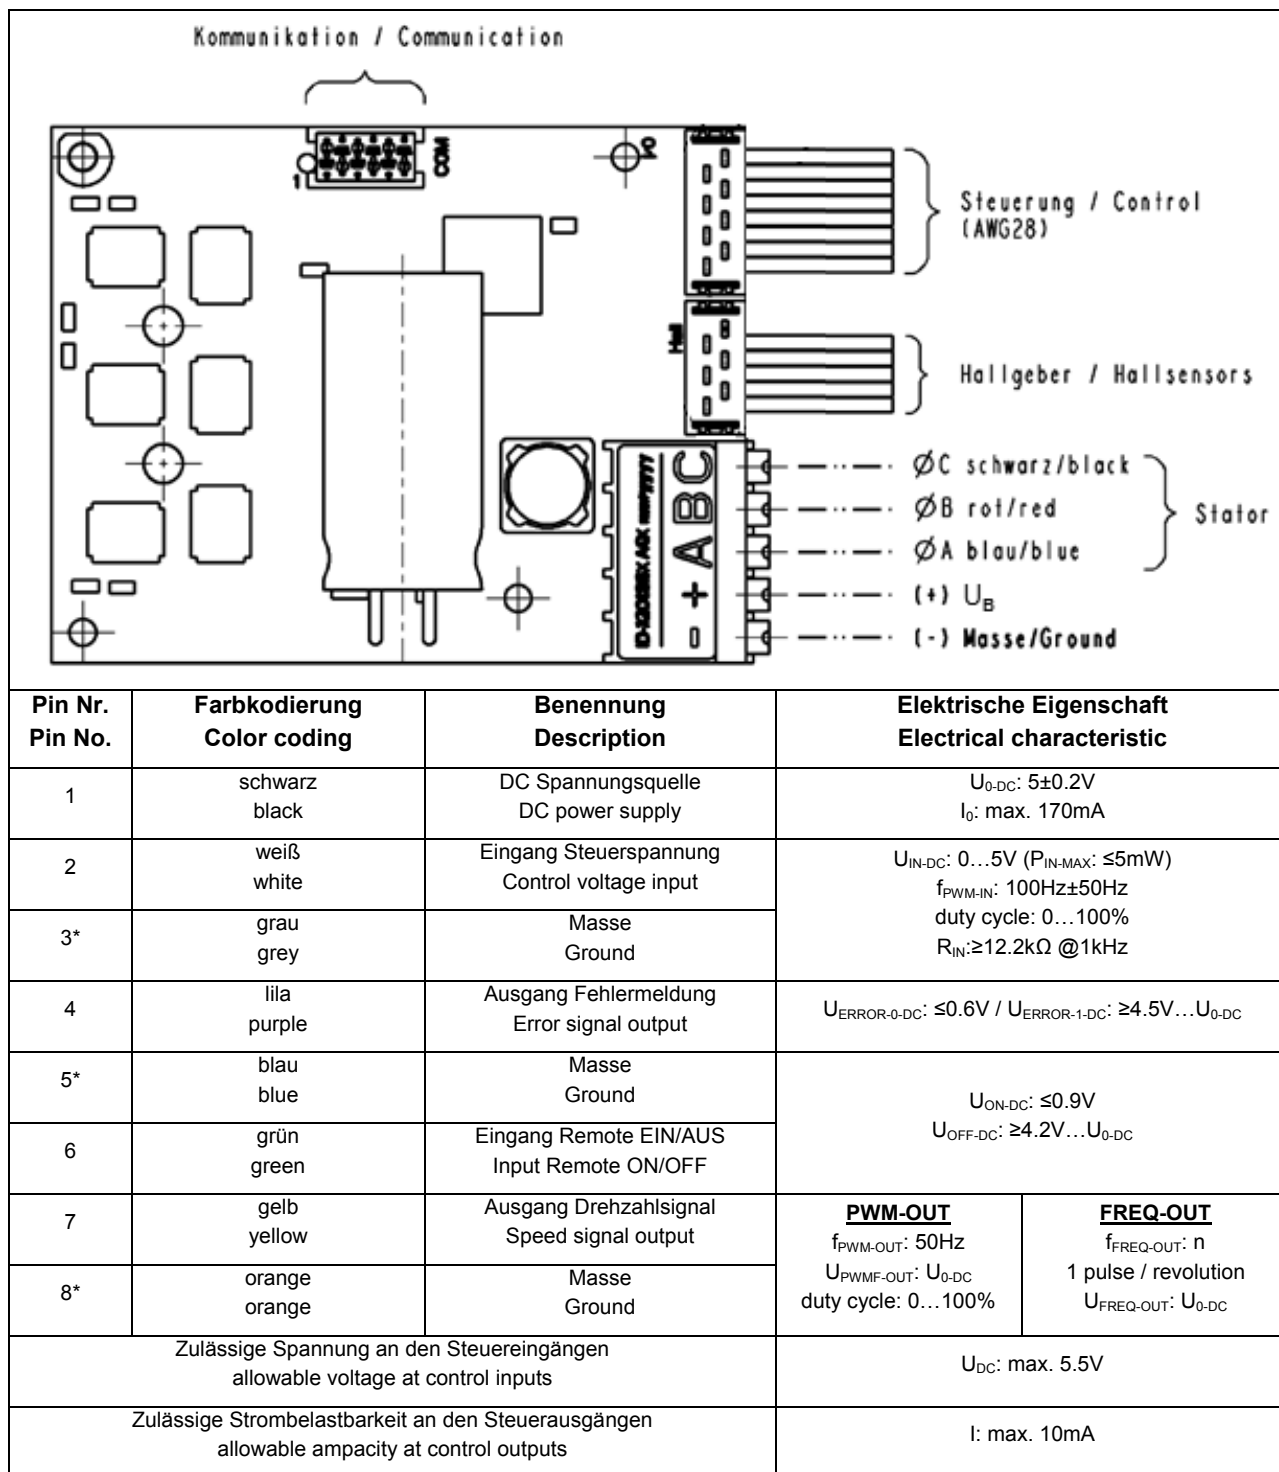 Kommunikation / Communication
1
COM
I/O
Steuerung / Control
(AWG28)
Hall
Hallgeber / Hallsensors
ØC schwarz/black
ØB rot/red
Stator
ØA blau/blue
(+) U_B
(-) Masse/Ground
A B C
+
-
Pin Nr. Farbkodierung Benennung Elektrische Eigenschaft
Pin No. Color coding Description Electrical characteristic
1
schwarz
black
DC Spannungsquelle
DC power supply
U0-DC: 5±0.2V
I0: max. 170mA
2
weiß
white
Eingang Steuerspannung
Control voltage input
UIN-DC: 0…5V (PIN-MAX: ≤5mW)
fPWM-IN: 100Hz±50Hz
duty cycle: 0…100%
RIN:≥12.2kΩ @1kHz
3*
grau
grey
Masse
Ground
4
lila
purple
Ausgang Fehlermeldung
Error signal output
UERROR-0-DC: ≤0.6V / UERROR-1-DC: ≥4.5V…U0-DC
5*
blau
blue
Masse
Ground
UON-DC: ≤0.9V
UOFF-DC: ≥4.2V…U0-DC
6
grün
green
Eingang Remote EIN/AUS
Input Remote ON/OFF
7
gelb
yellow
Ausgang Drehzahlsignal
Speed signal output
PWM-OUT
fPWM-OUT: 50Hz
UPWMF-OUT: U0-DC
duty cycle: 0…100%
FREQ-OUT
fFREQ-OUT: n
1 pulse / revolution
UFREQ-OUT: U0-DC
8*
orange
orange
Masse
Ground
Zulässige Spannung an den Steuereingängen
allowable voltage at control inputs
UDC: max. 5.5V
Zulässige Strombelastbarkeit an den Steuerausgängen
allowable ampacity at control outputs
I: max. 10mA